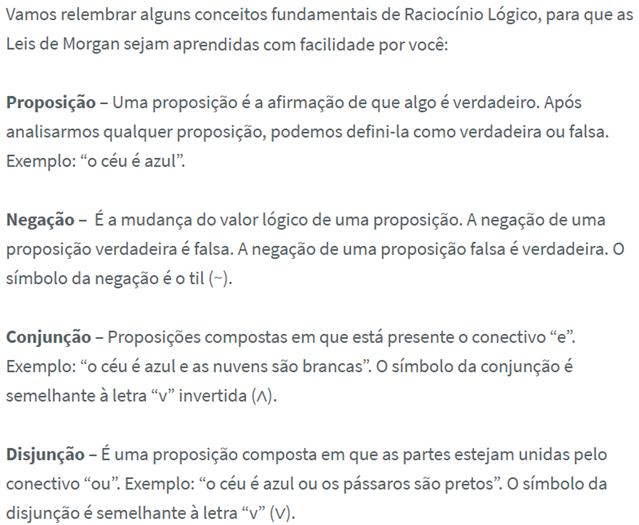 Vamos relembrar alguns conceitos fundamentais de Raciocínio Lógico, para que as
Leis de Morgan sejam aprendidas com facilidade por você:
Proposição – Uma proposição é a afirmação de que algo é verdadeiro. Após
analisarmos qualquer proposição, podemos defini-la como verdadeira ou falsa.
Exemplo: “o céu é azul”.
Negação – É a mudança do valor lógico de uma proposição. A negação de uma
proposição verdadeira é falsa. A negação de uma proposição falsa é verdadeira. O
símbolo da negação é o til (~).
Conjunção – Proposições compostas em que está presente o conectivo “e”.
Exemplo: “o céu é azul e as nuvens são brancas”. O símbolo da conjunção é
semelhante à letra “v” invertida (∧).
Disjunção – É uma proposição composta em que as partes estejam unidas pelo
conectivo “ou”. Exemplo: “o céu é azul ou os pássaros são pretos”. O símbolo da
disjunção é semelhante à letra “v” (∨).